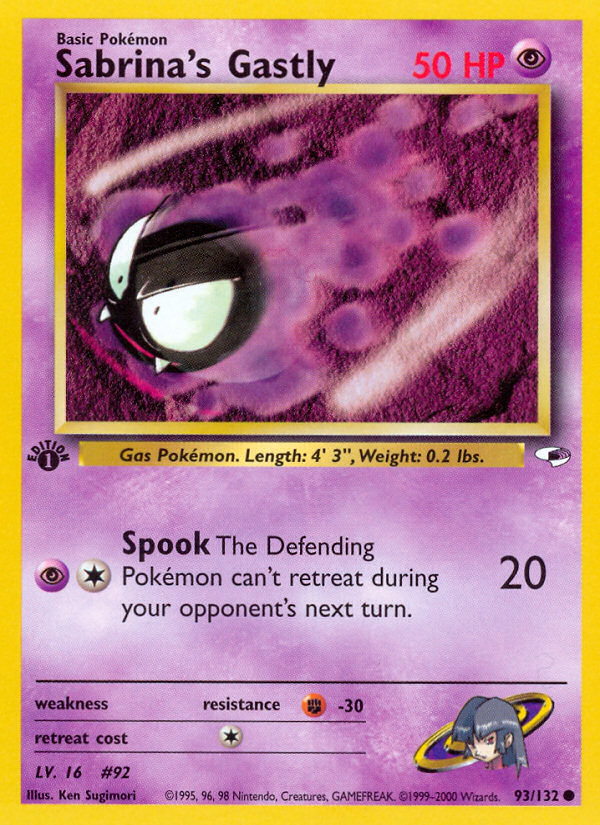 Basic Pokémon
Sabrina's Gastly 50 HP
EDITION
1
Gas Pokémon. Length: 4' 3", Weight: 0.2 lbs.
Spook The Defending
Pokémon can't retreat during
your opponent's next turn.
20
weakness resistance -30
retreat cost
LV. 16 #92
Illus. Ken Sugimori ©1995, 96, 98 Nintendo, Creatures, GAMEFREAK. ©1999-2000 Wizards. 93/132